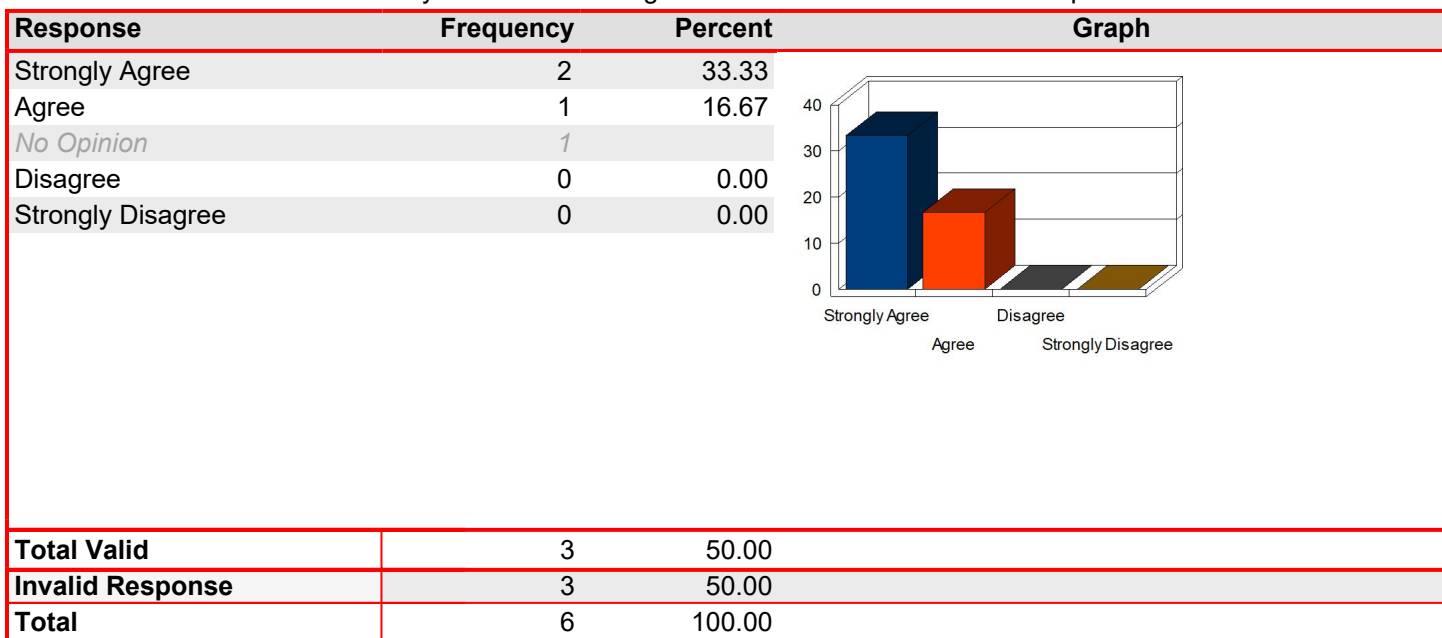 Response Frequency Percent Graph
Strongly Agree 2 33.33
Agree 1 16.67
No Opinion 1
Disagree 0 0.00
Strongly Disagree 0 0.00
40
30
20
10
0
Strongly Agree Disagree
Agree Strongly Disagree
Total Valid 3 50.00
Invalid Response 3 50.00
Total 6 100.00